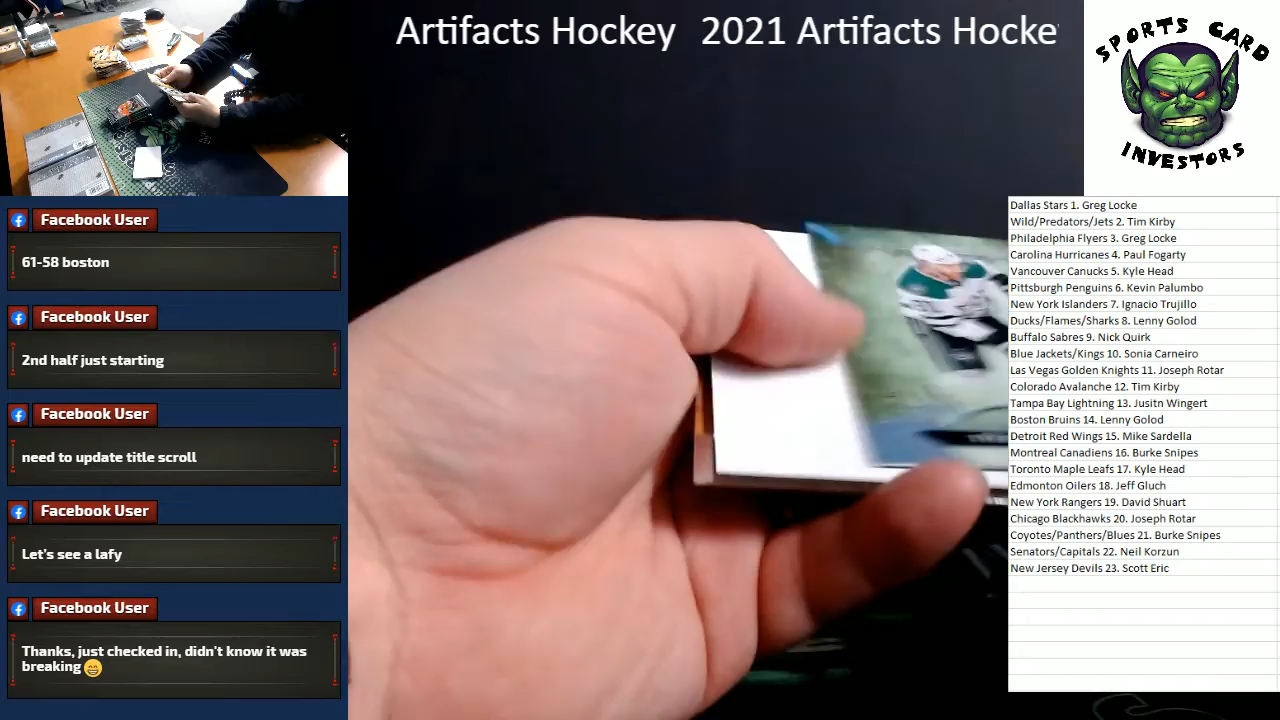 Artifacts Hockey 2021 Artifacts Hocke
SPORTS CARD
INVESTORS
Facebook User
61-58 boston
Facebook User
2nd half just starting
Facebook User
need to update title scroll
Facebook User
Let's see a lafy
Facebook User
Thanks, just checked in, didn't know it was
breaking 😁
Dallas Stars 1. Greg Locke
Wild/Predators/Jets 2. Tim Kirby
Philadelphia Flyers 3. Greg Locke
Carolina Hurricanes 4. Paul Fogarty
Vancouver Canucks 5. Kyle Head
Pittsburgh Penguins 6. Kevin Palumbo
New York Islanders 7. Ignacio Trujillo
Ducks/Flames/Sharks 8. Lenny Golod
Buffalo Sabres 9. Nick Quirk
Blue Jackets/Kings 10. Sonia Carneiro
Las Vegas Golden Knights 11. Joseph Rotar
Colorado Avalanche 12. Tim Kirby
Tampa Bay Lightning 13. Jusitn Wingert
Boston Bruins 14. Lenny Golod
Detroit Red Wings 15. Mike Sardella
Montreal Canadiens 16. Burke Snipes
Toronto Maple Leafs 17. Kyle Head
Edmonton Oilers 18. Jeff Gluch
New York Rangers 19. David Shuart
Chicago Blackhawks 20. Joseph Rotar
Coyotes/Panthers/Blues 21. Burke Snipes
Senators/Capitals 22. Neil Korzun
New Jersey Devils 23. Scott Eric